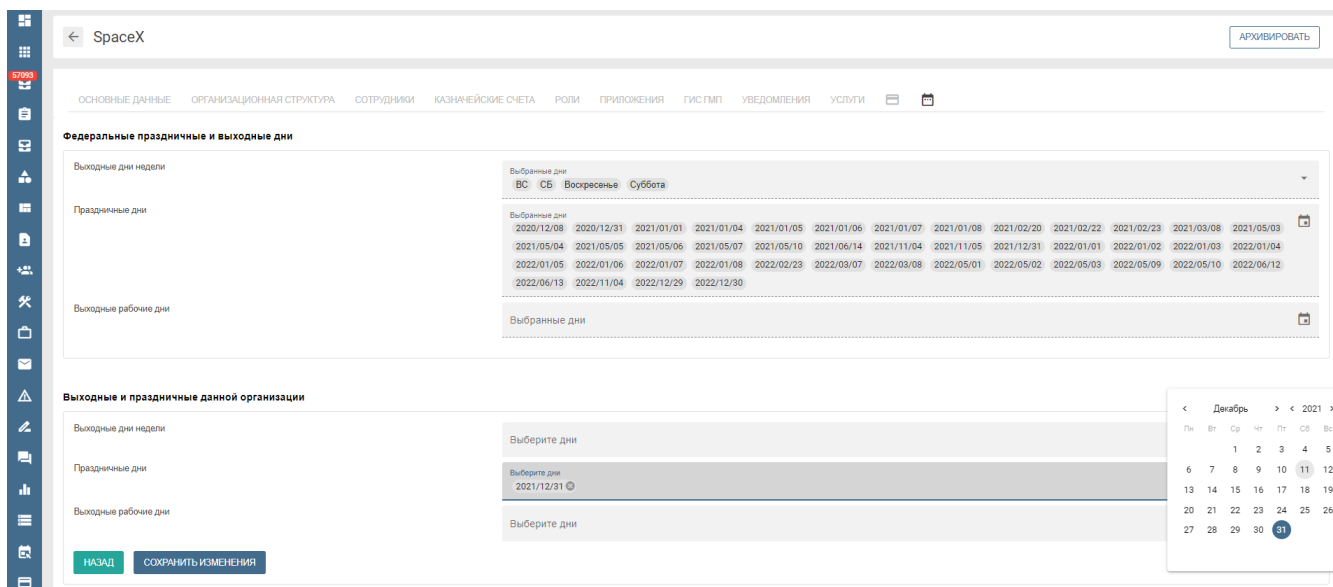 SpaceX
АРХИВИРОВАТЬ
57093
ОСНОВНЫЕ ДАННЫЕ ОРГАНИЗАЦИОННАЯ СТРУКТУРА СОТРУДНИКИ КАЗНАЧЕЙСКИЕ СЧЕТА РОЛИ ПРИЛОЖЕНИЯ ГИС ГМП УВЕДОМЛЕНИЯ УСЛУГИ
Федеральные праздничные и выходные дни
Выходные дни недели
Выбранные дни
ВС СБ Воскресенье Суббота
Праздничные дни
Выбранные дни
2020/12/08 2020/12/31 2021/01/01 2021/01/04 2021/01/05 2021/01/06 2021/01/07 2021/01/08 2021/02/20 2021/02/22 2021/02/23 2021/03/08 2021/05/03
2021/05/04 2021/05/05 2021/05/06 2021/05/07 2021/05/10 2021/06/14 2021/11/04 2021/11/05 2021/12/31 2022/01/01 2022/01/02 2022/01/03 2022/01/04
2022/01/05 2022/01/06 2022/01/07 2022/01/08 2022/02/23 2022/03/07 2022/03/08 2022/05/01 2022/05/02 2022/05/03 2022/05/09 2022/05/10 2022/06/12
2022/06/13 2022/11/04 2022/12/29 2022/12/30
Выходные рабочие дни
Выбранные дни
Выходные и праздничные данной организации
Выходные дни недели
Выберите дни
Праздничные дни
Выберите дни
2021/12/31
Выходные рабочие дни
Выберите дни
НАЗАД СОХРАНИТЬ ИЗМЕНЕНИЯ
‹ Декабрь › ‹ 2021 ›
Пн Вт Ср Чт Пт Сб Вс
1 2 3 4 5
6 7 8 9 10 11 12
13 14 15 16 17 18 19
20 21 22 23 24 25 26
27 28 29 30 31